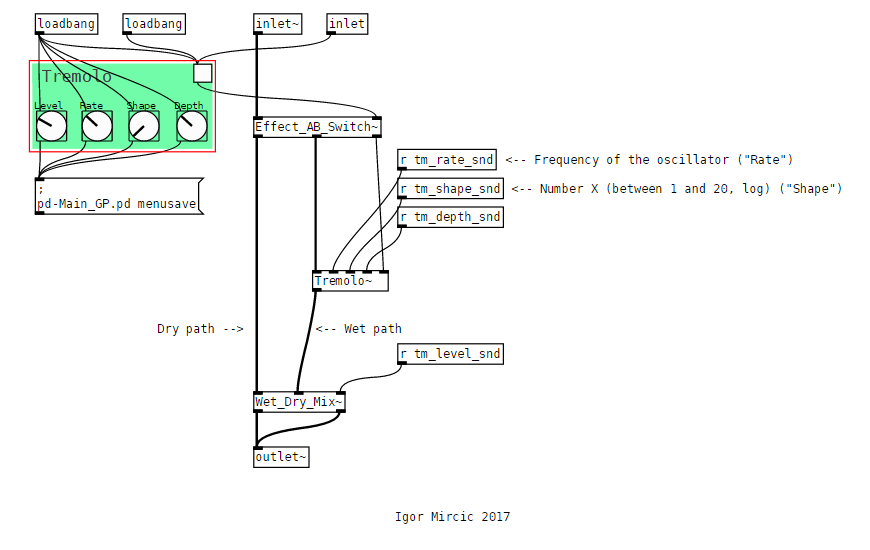 loadbang
loadbang
inlet~
inlet
Tremolo
Level
Rate
Shape
Depth
Effect_AB_Switch~
r tm_rate_snd
<-- Frequency of the oscillator ("Rate")
r tm_shape_snd
<-- Number X (between 1 and 20, log) ("Shape")
;
pd-Main_GP.pd menusave
r tm_depth_snd
Tremolo~
Dry path -->
<-- Wet path
r tm_level_snd
Wet_Dry_Mix~
outlet~
Igor Mircic 2017